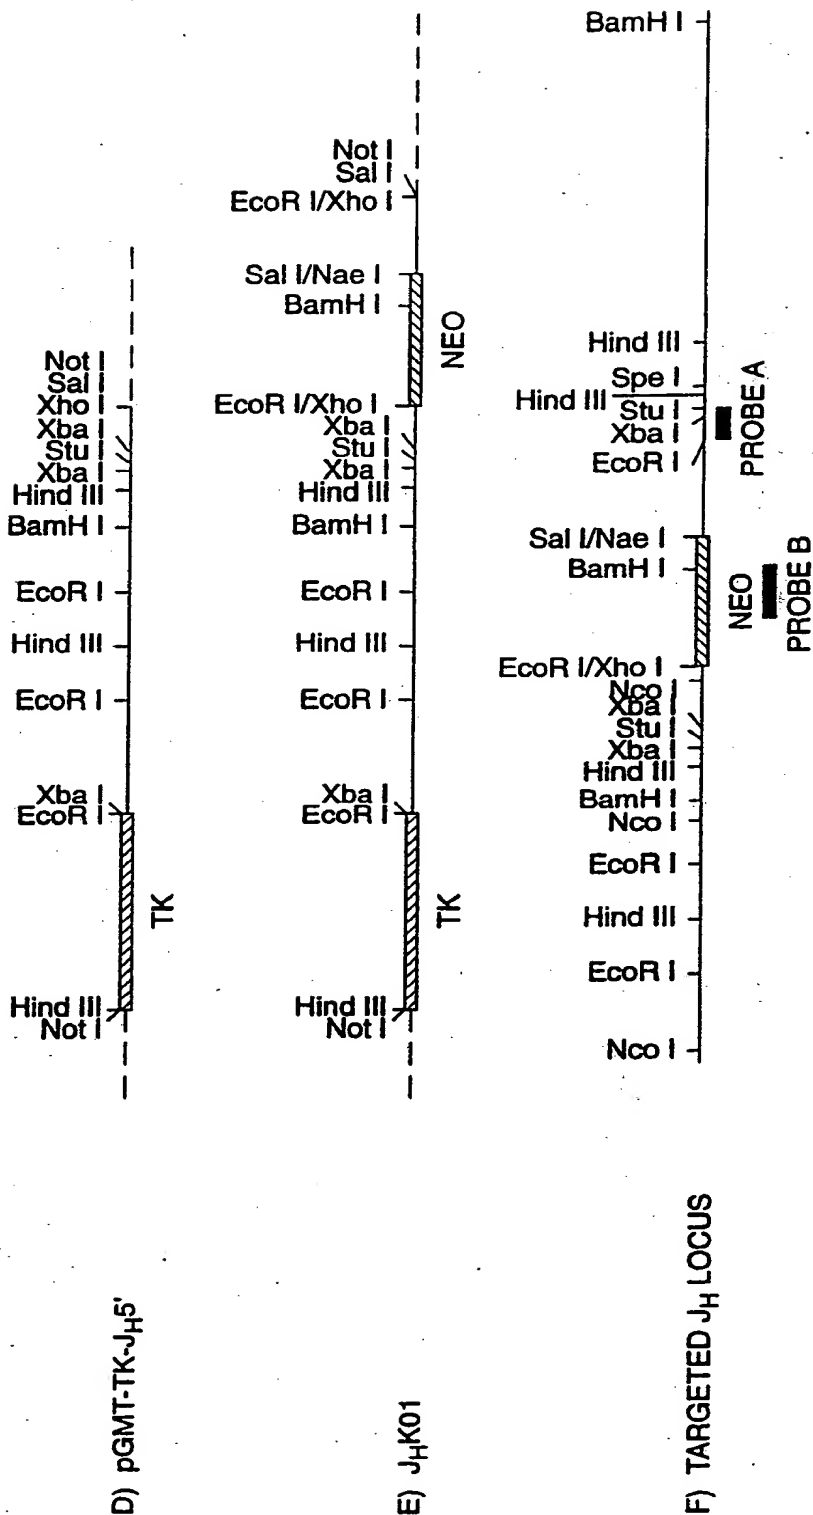 D) pGMT-TK-JH5'
Not I
Sal I
Xho I
Xba I
Stu I
Xba I
Hind III
BamH I
EcoR I
Hind III
EcoR I
Xba I
EcoR I
TK
Hind III
Not I
E) JHK01
Not I
Sal I
EcoR I/Xho I
Sal I/Nae I
BamH I
NEO
EcoR I/Xho I
Xba I
Stu I
Xba I
Hind III
BamH I
EcoR I
Hind III
EcoR I
Xba I
EcoR I
TK
Hind III
Not I
F) TARGETED JH LOCUS
BamH I
Hind III
Spe I
Hind III
Stu I
Xba I
EcoR I
PROBE A
Sal I/Nae I
BamH I
NEO
PROBE B
EcoR I/Xho I
Nco I
Xba I
Stu I
Xba I
Hind III
BamH I
Nco I
EcoR I
Hind III
EcoR I
Nco I